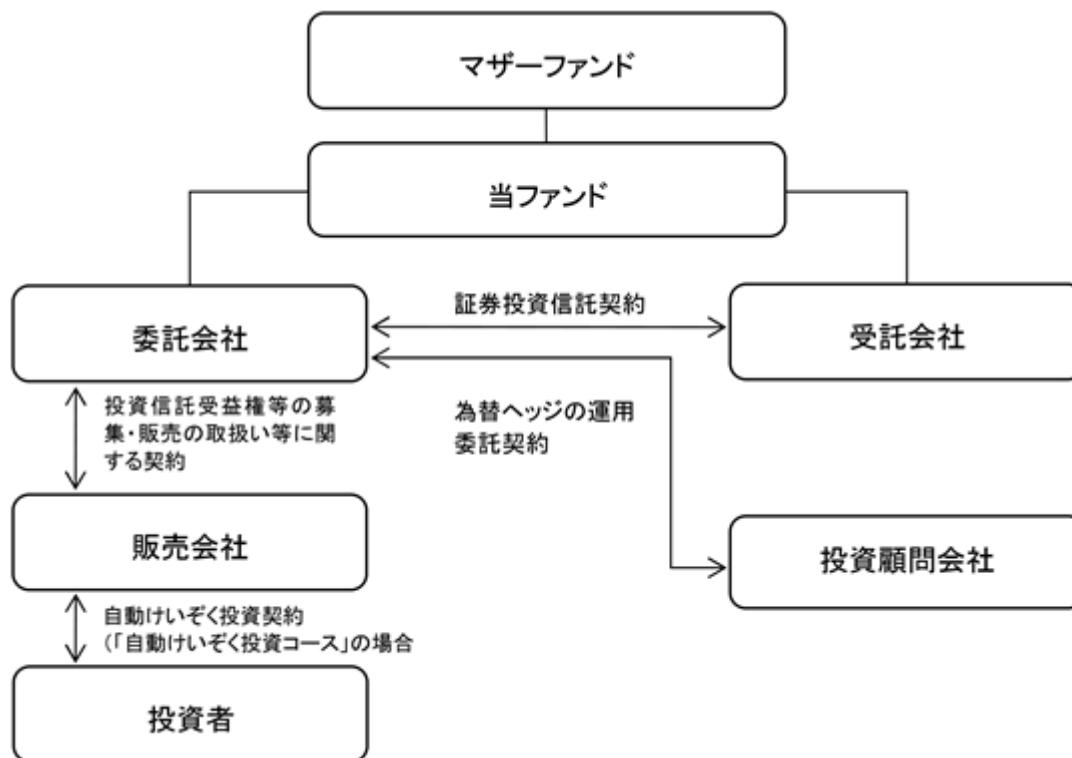 マザーファンド
当ファンド
委託会社
証券投資信託契約
受託会社
投資信託受益権等の募
集・販売の取扱い等に関
する契約
為替ヘッジの運用
委託契約
販売会社
投資顧問会社
自動けいぞく投資契約
(「自動けいぞく投資コース」の場合
投資者